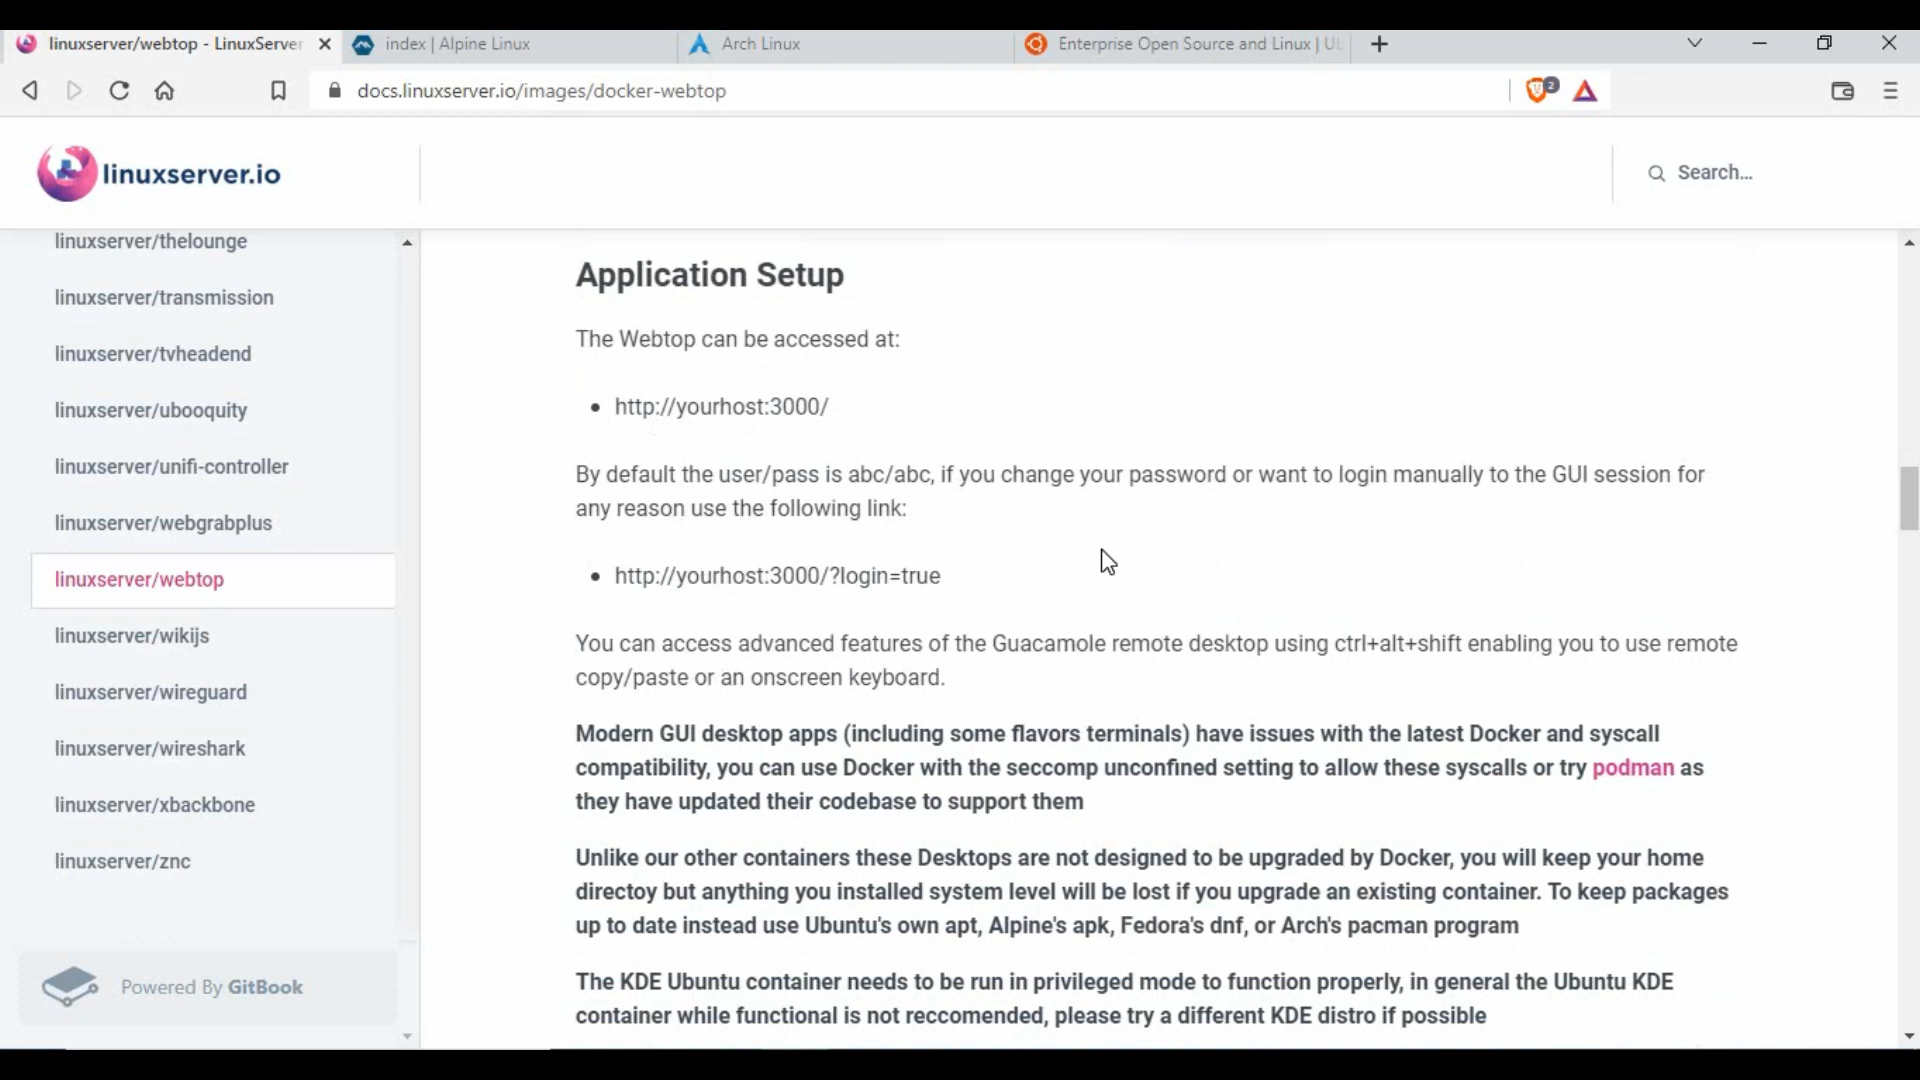 linuxserver/webtop - LinuxServer
index | Alpine Linux
Arch Linux
Enterprise Open Source and Linux | Ub
docs.linuxserver.io/images/docker-webtop
2
linuxserver.io
Search...
linuxserver/thelounge
linuxserver/transmission
linuxserver/tvheadend
linuxserver/ubooquity
linuxserver/unifi-controller
linuxserver/webgrabplus
linuxserver/webtop
linuxserver/wikijs
linuxserver/wireguard
linuxserver/wireshark
linuxserver/xbackbone
linuxserver/znc
Powered By GitBook
Application Setup
The Webtop can be accessed at:
• http://yourhost:3000/
By default the user/pass is abc/abc, if you change your password or want to login manually to the GUI session for
any reason use the following link:
• http://yourhost:3000/?login=true
You can access advanced features of the Guacamole remote desktop using ctrl+alt+shift enabling you to use remote
copy/paste or an onscreen keyboard.
Modern GUI desktop apps (including some flavors terminals) have issues with the latest Docker and syscall
compatibility, you can use Docker with the seccomp unconfined setting to allow these syscalls or try podman as
they have updated their codebase to support them
Unlike our other containers these Desktops are not designed to be upgraded by Docker, you will keep your home
directoy but anything you installed system level will be lost if you upgrade an existing container. To keep packages
up to date instead use Ubuntu's own apt, Alpine's apk, Fedora's dnf, or Arch's pacman program
The KDE Ubuntu container needs to be run in privileged mode to function properly, in general the Ubuntu KDE
container while functional is not reccomended, please try a different KDE distro if possible